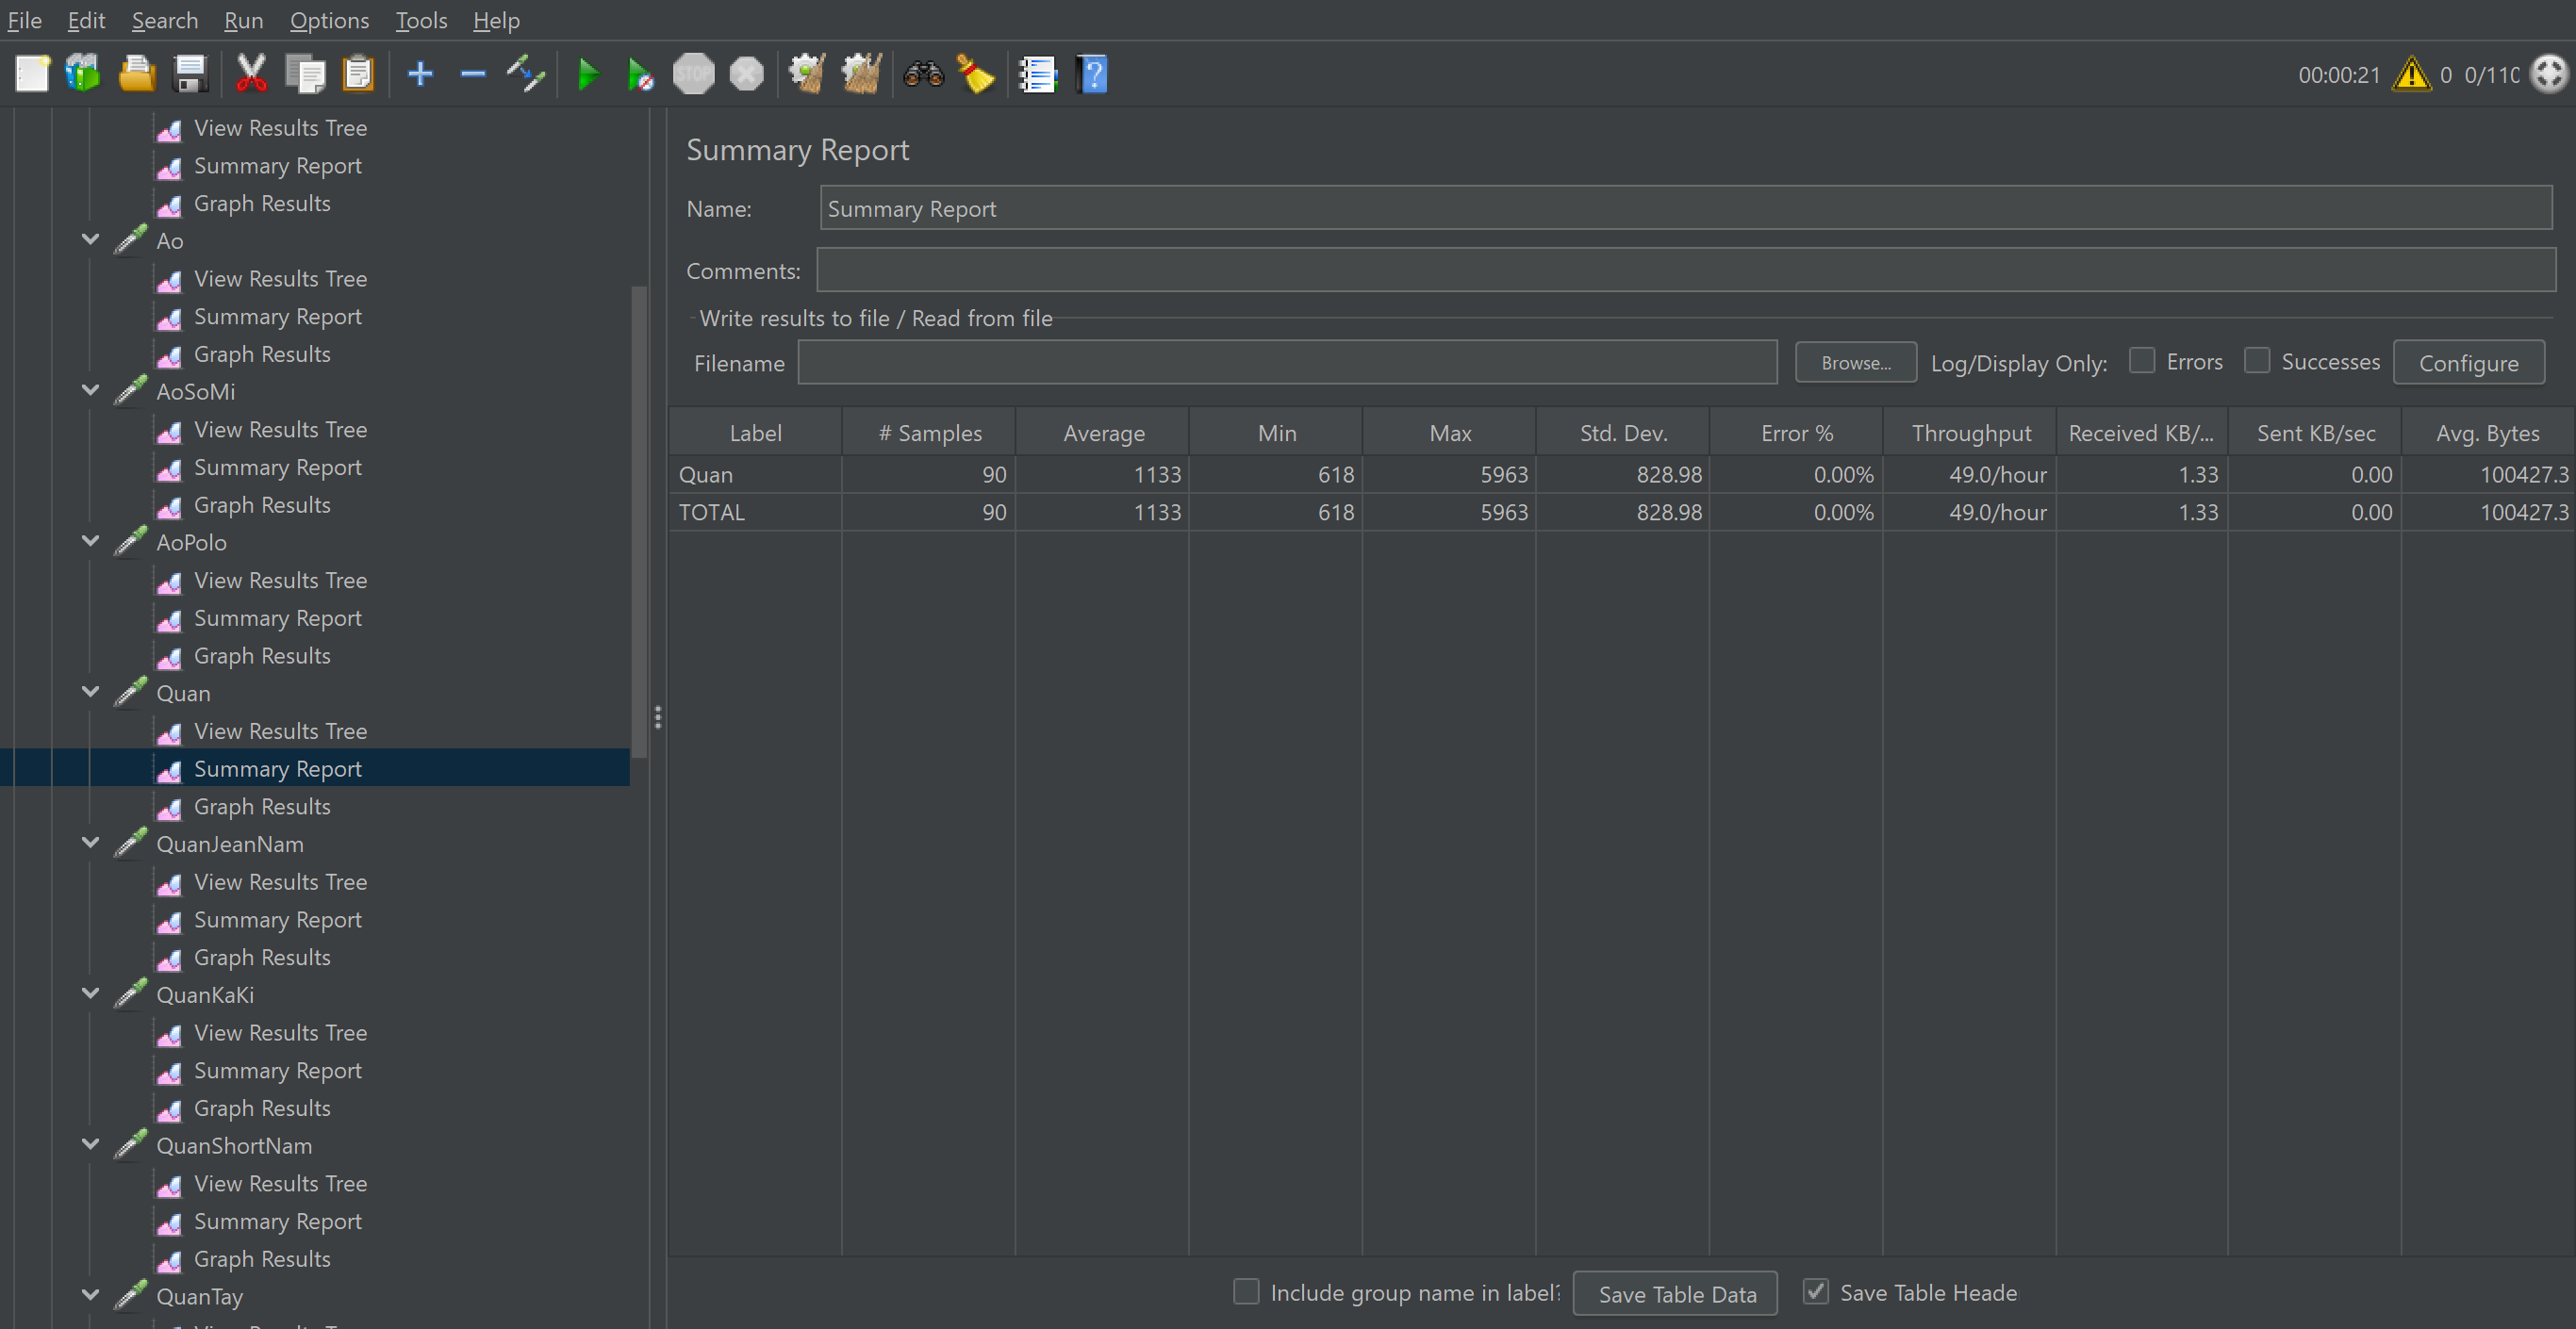 File Edit Search Run Options Tools Help
STOP
00:00:21 0 0/110
View Results Tree
Summary Report
Graph Results
Ao
View Results Tree
Summary Report
Graph Results
AoSoMi
View Results Tree
Summary Report
Graph Results
AoPolo
View Results Tree
Summary Report
Graph Results
Quan
View Results Tree
Summary Report
Graph Results
QuanJeanNam
View Results Tree
Summary Report
Graph Results
QuanKaKi
View Results Tree
Summary Report
Graph Results
QuanShortNam
View Results Tree
Summary Report
Graph Results
QuanTay
Summary Report
Name: Summary Report
Comments:
Write results to file / Read from file
Filename Browse... Log/Display Only: Errors Successes Configure
Label # Samples Average Min Max Std. Dev. Error % Throughput Received KB/... Sent KB/sec Avg. Bytes
Quan 90 1133 618 5963 828.98 0.00% 49.0/hour 1.33 0.00 100427.3
TOTAL 90 1133 618 5963 828.98 0.00% 49.0/hour 1.33 0.00 100427.3
Include group name in label? Save Table Data Save Table Heade